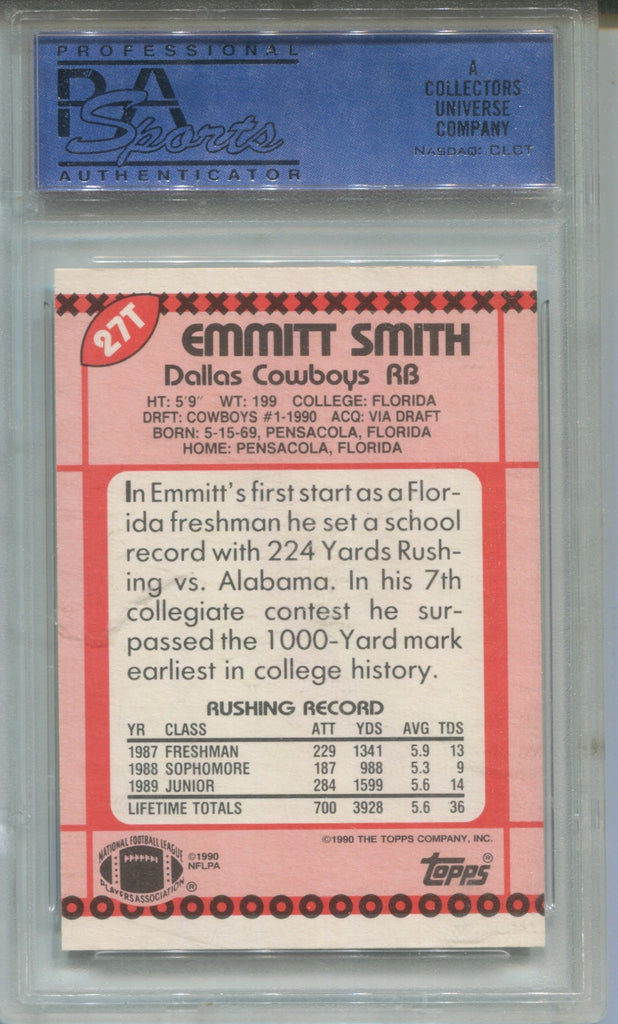 PROFESSIONAL
PSA
Sports
AUTHENTICATOR
A
COLLECTORS
UNIVERSE
COMPANY
NASDAQ: CLCT
27T
EMMITT SMITH
Dallas Cowboys RB
HT: 5'9" WT: 199 COLLEGE: FLORIDA
DRFT: COWBOYS #1-1990 ACQ: VIA DRAFT
BORN: 5-15-69, PENSACOLA, FLORIDA
HOME: PENSACOLA, FLORIDA
In Emmitt's first start as a Flor-
ida freshman he set a school
record with 224 Yards Rush-
ing vs. Alabama. In his 7th
collegiate contest he sur-
passed the 1000-Yard mark
earliest in college history.
RUSHING RECORD
YR CLASS ATT YDS AVG TDS
1987 FRESHMAN 229 1341 5.9 13
1988 SOPHOMORE 187 988 5.3 9
1989 JUNIOR 284 1599 5.6 14
LIFETIME TOTALS 700 3928 5.6 36
©1990 THE TOPPS COMPANY, INC.
NATIONAL FOOTBALL LEAGUE
PLAYERS ASSOCIATION ®
©1990
NFLPA
Topps®